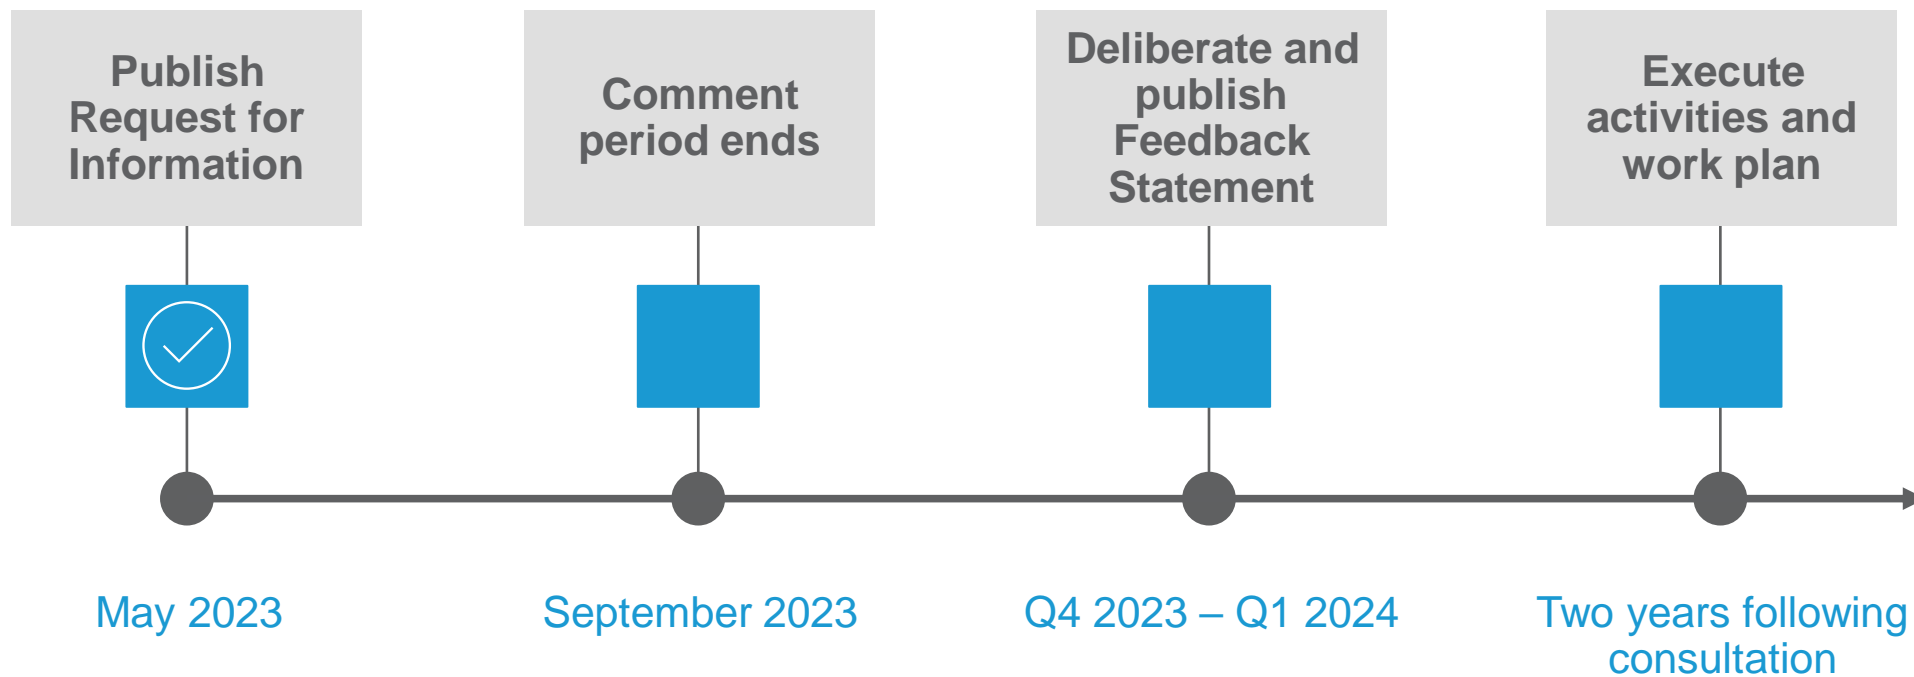 Publish
Request for
Information
Comment
period ends
Deliberate and
publish
Feedback
Statement
Execute
activities and
work plan
May 2023
September 2023
Q4 2023 – Q1 2024
Two years following
consultation